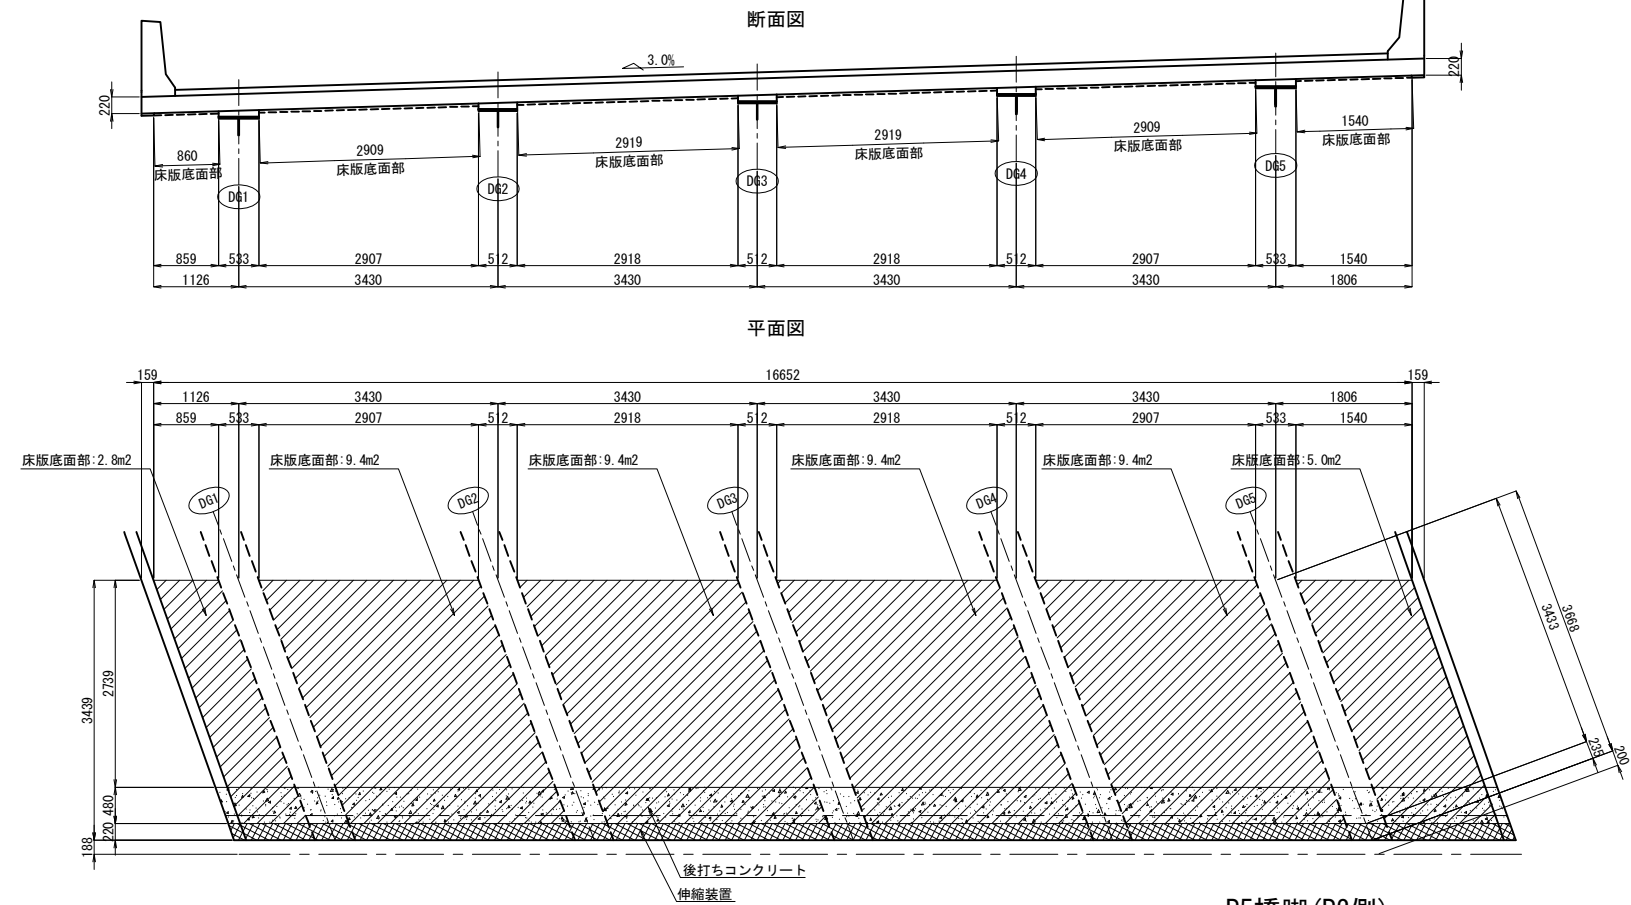 断面図
3.0%
220
220
860
床版底面部
2909
床版底面部
2919
床版底面部
2919
床版底面部
2909
床版底面部
1540
床版底面部
DG1
DG2
DG3
DG4
DG5
859 533 2907 512 2918 512 2918 512 2907 533 1540
1126 3430 3430 3430 3430 1806
平面図
159 16652 159
1126 3430 3430 3430 3430 1806
859 533 2907 512 2918 512 2918 512 2907 533 1540
床版底面部:2.8m2
床版底面部:9.4m2
床版底面部:9.4m2
床版底面部:9.4m2
床版底面部:9.4m2
床版底面部:5.0m2
DG1
DG2
DG3
DG4
DG5
3439
2739
480
220
188
3433
3668
235
200
後打ちコンクリート
伸縮装置